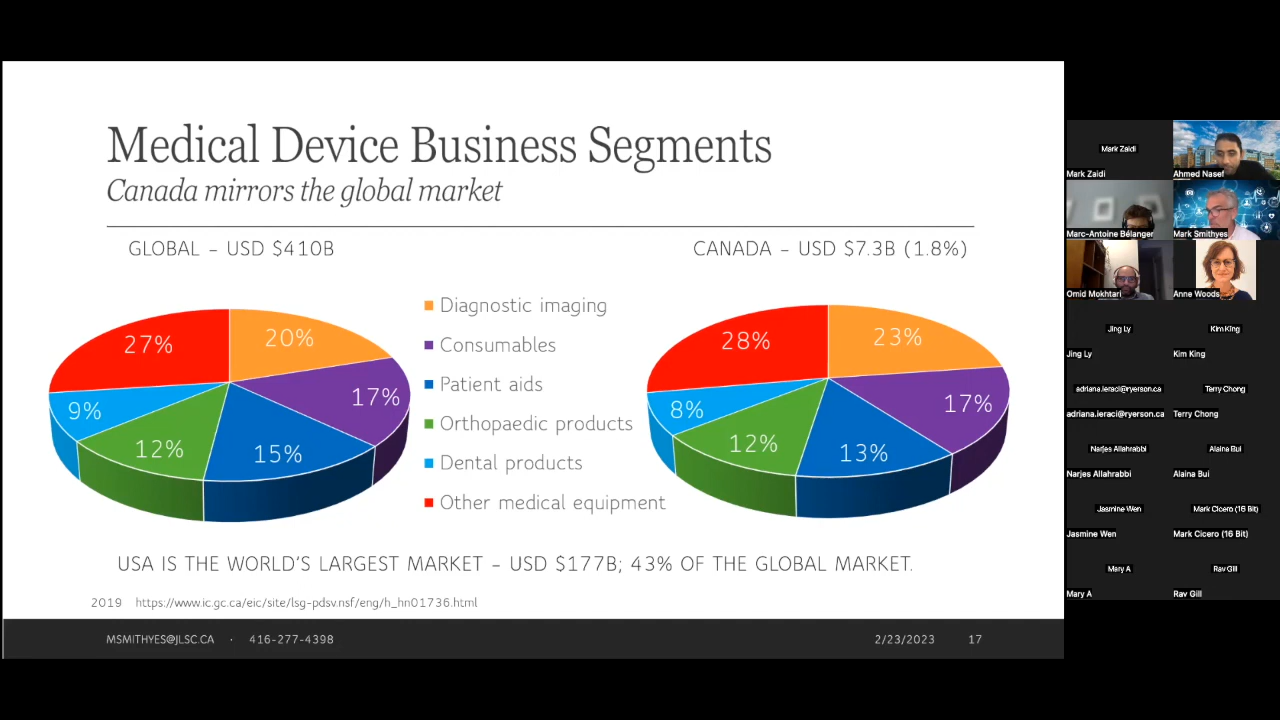 Medical Device Business Segments
Canada mirrors the global market
GLOBAL – USD $410B
CANADA – USD $7.3B (1.8%)
27%
20%
17%
15%
12%
9%
Diagnostic imaging
Consumables
Patient aids
Orthopaedic products
Dental products
Other medical equipment
28%
23%
17%
13%
12%
8%
USA IS THE WORLD'S LARGEST MARKET – USD $177B; 43% OF THE GLOBAL MARKET.
2019 https://www.ic.gc.ca/eic/site/lsg-pdsv.nsf/eng/h_hn01736.html
MSMITHYES@JLSC.CA · 416-277-4398
2/23/2023 17
Mark Zaidi
Mark Zaidi
Ahmed Nasef
Marc-Antoine Bélanger
Mark Smithyes
Omid Mokhtari
Anne Woods
Jing Ly
Kim King
Jing Ly
Kim King
adriana.ieraci@ryerson.ca
Terry Chong
adriana.ieraci@ryerson.ca
Terry Chong
Narjes Allahrabbi
Alaina Bui
Narjes Allahrabbi
Alaina Bui
Jasmine Wen
Mark Cicero (16 Bit)
Jasmine Wen
Mark Cicero (16 Bit)
Mary A
Rav Gill
Mary A
Rav Gill